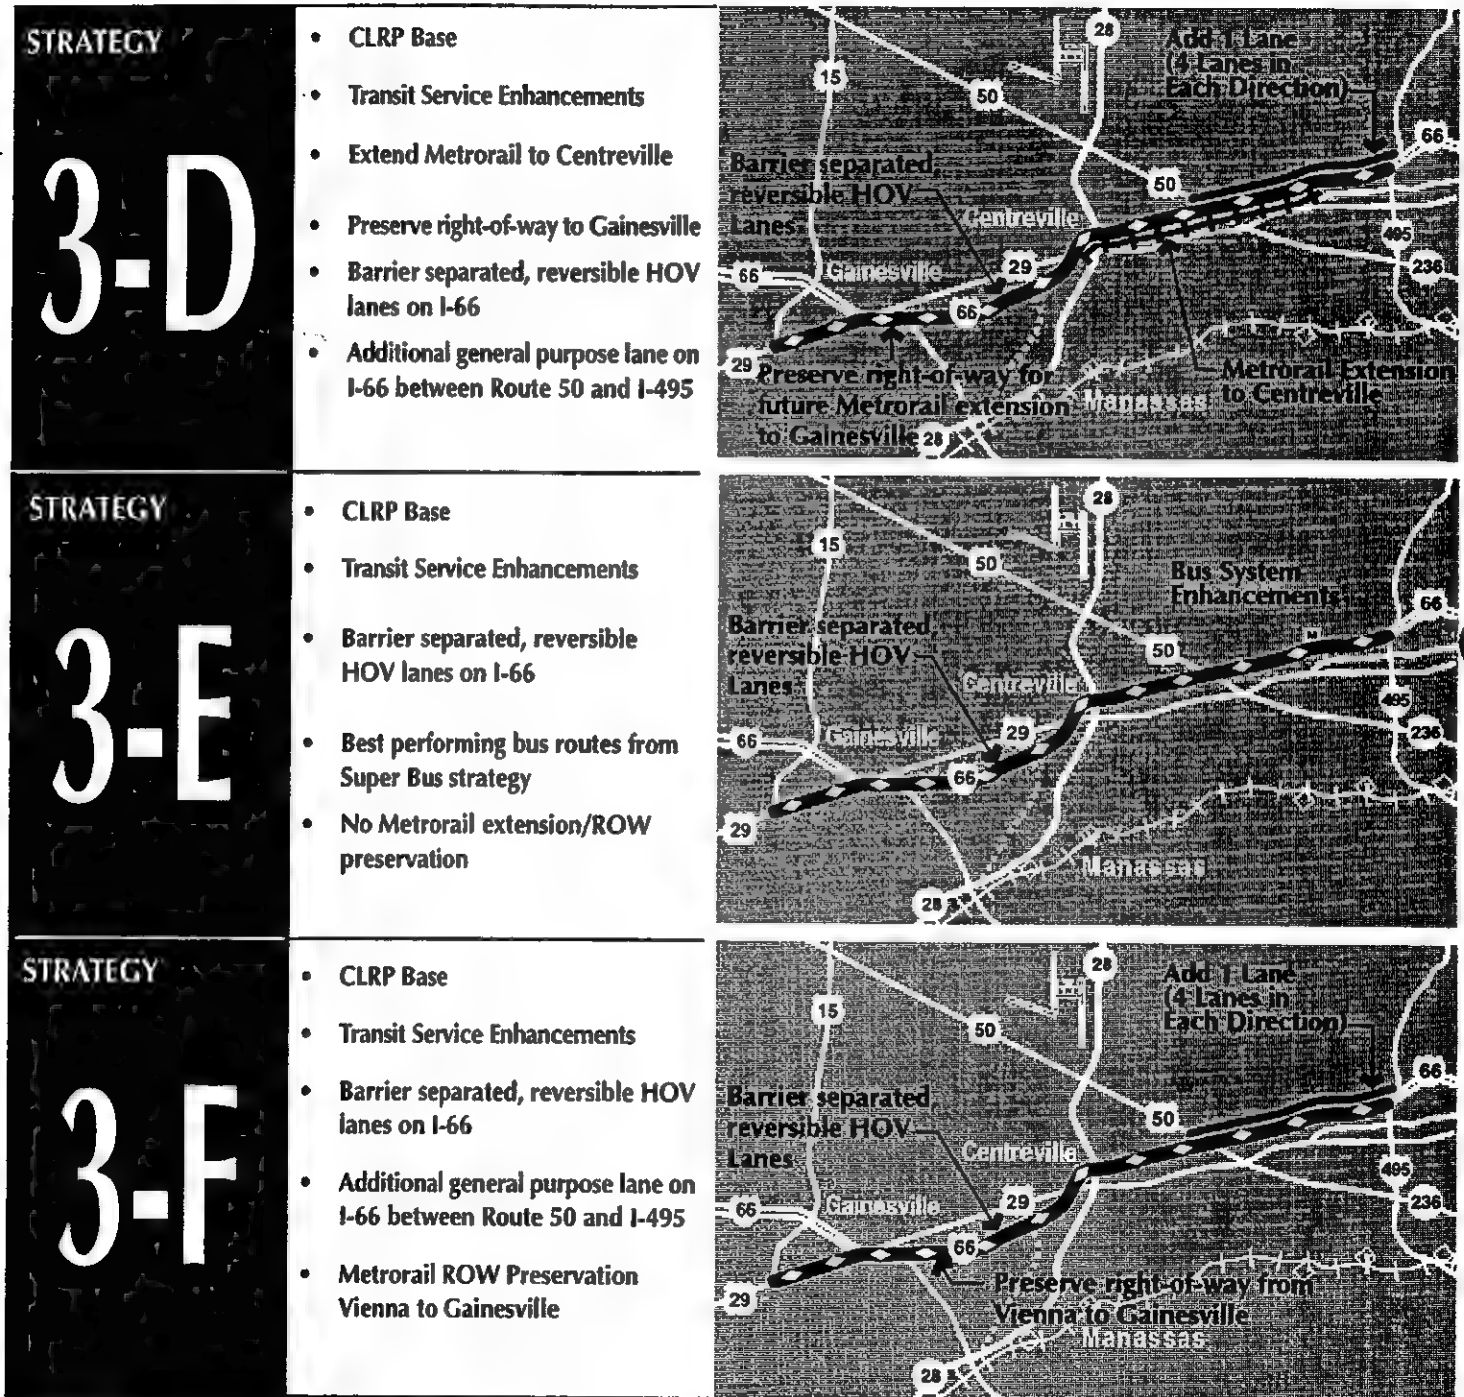 STRATEGY
3-D
• CLRP Base
• Transit Service Enhancements
• Extend Metrorail to Centreville
• Preserve right-of-way to Gainesville
• Barrier separated, reversible HOV
lanes on I-66
• Additional general purpose lane on
I-66 between Route 50 and I-495
28
Add 1 Lane
(4 Lanes in
Each Direction)
15
50
66
Barrier separated,
reversible HOV
Lanes
50
Centreville
495
29
236
66
Gainesville
66
29
Preserve right-of-way for
future Metrorail extension
to Gainesville
Manassas
Metrorail Extension
to Centreville
28
STRATEGY
3-E
• CLRP Base
• Transit Service Enhancements
• Barrier separated, reversible
HOV lanes on I-66
• Best performing bus routes from
Super Bus strategy
• No Metrorail extension/ROW
preservation
28
15
50
Bus System
Enhancements
66
Barrier separated,
reversible HOV
Lanes
M
50
Centreville
495
29
236
66
Gainesville
66
29
Manassas
28
STRATEGY
3-F
• CLRP Base
• Transit Service Enhancements
• Barrier separated, reversible HOV
lanes on I-66
• Additional general purpose lane on
I-66 between Route 50 and I-495
• Metrorail ROW Preservation
Vienna to Gainesville
28
Add 1 Lane
(4 Lanes in
Each Direction)
15
50
66
Barrier separated,
reversible HOV
Lanes
50
Centreville
495
29
236
66
Gainesville
66
29
Preserve right-of-way from
Vienna to Gainesville
Manassas
28